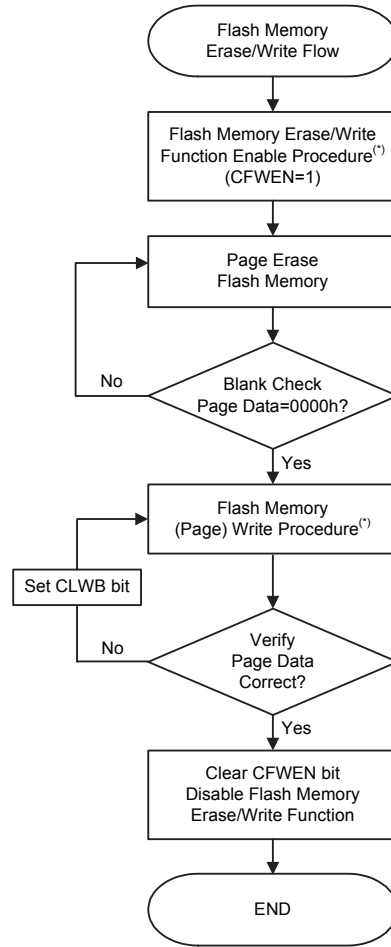 Flash Memory
Erase/Write Flow
Flash Memory Erase/Write
Function Enable Procedure(*)
(CFWEN=1)
Page Erase
Flash Memory
No
Blank Check
Page Data=0000h?
Yes
Flash Memory
(Page) Write Procedure(*)
Set CLWB bit
No
Verify
Page Data
Correct?
Yes
Clear CFWEN bit
Disable Flash Memory
Erase/Write Function
END